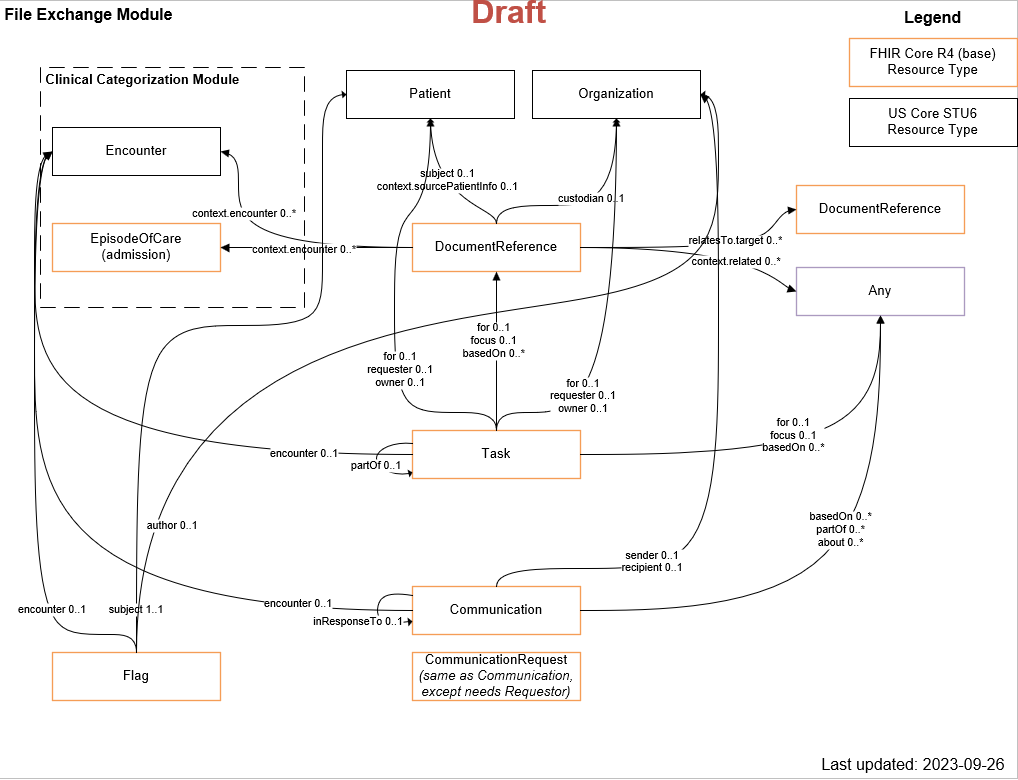 File Exchange Module
Draft
Legend
FHIR Core R4 (base)
Resource Type
US Core STU6
Resource Type
Clinical Categorization Module
Patient
Organization
Encounter
subject 0..1
context.sourcePatientInfo 0..1
custodian 0..1
context.encounter 0..*
DocumentReference
EpisodeOfCare
(admission)
context.encounter 0..*
DocumentReference
relatesTo.target 0..*
context.related 0..*
Any
for 0..1
focus 0..1
basedOn 0..*
for 0..1
requester 0..1
owner 0..1
for 0..1
requester 0..1
owner 0..1
for 0..1
focus 0..1
basedOn 0..*
encounter 0..1
partOf 0..1
Task
author 0..1
basedOn 0..*
partOf 0..*
about 0..*
sender 0..1
recipient 0..1
encounter 0..1
subject 1..1
encounter 0..1
inResponseTo 0..1
Communication
Flag
CommunicationRequest
(same as Communication,
except needs Requestor)
Last updated: 2023-09-26